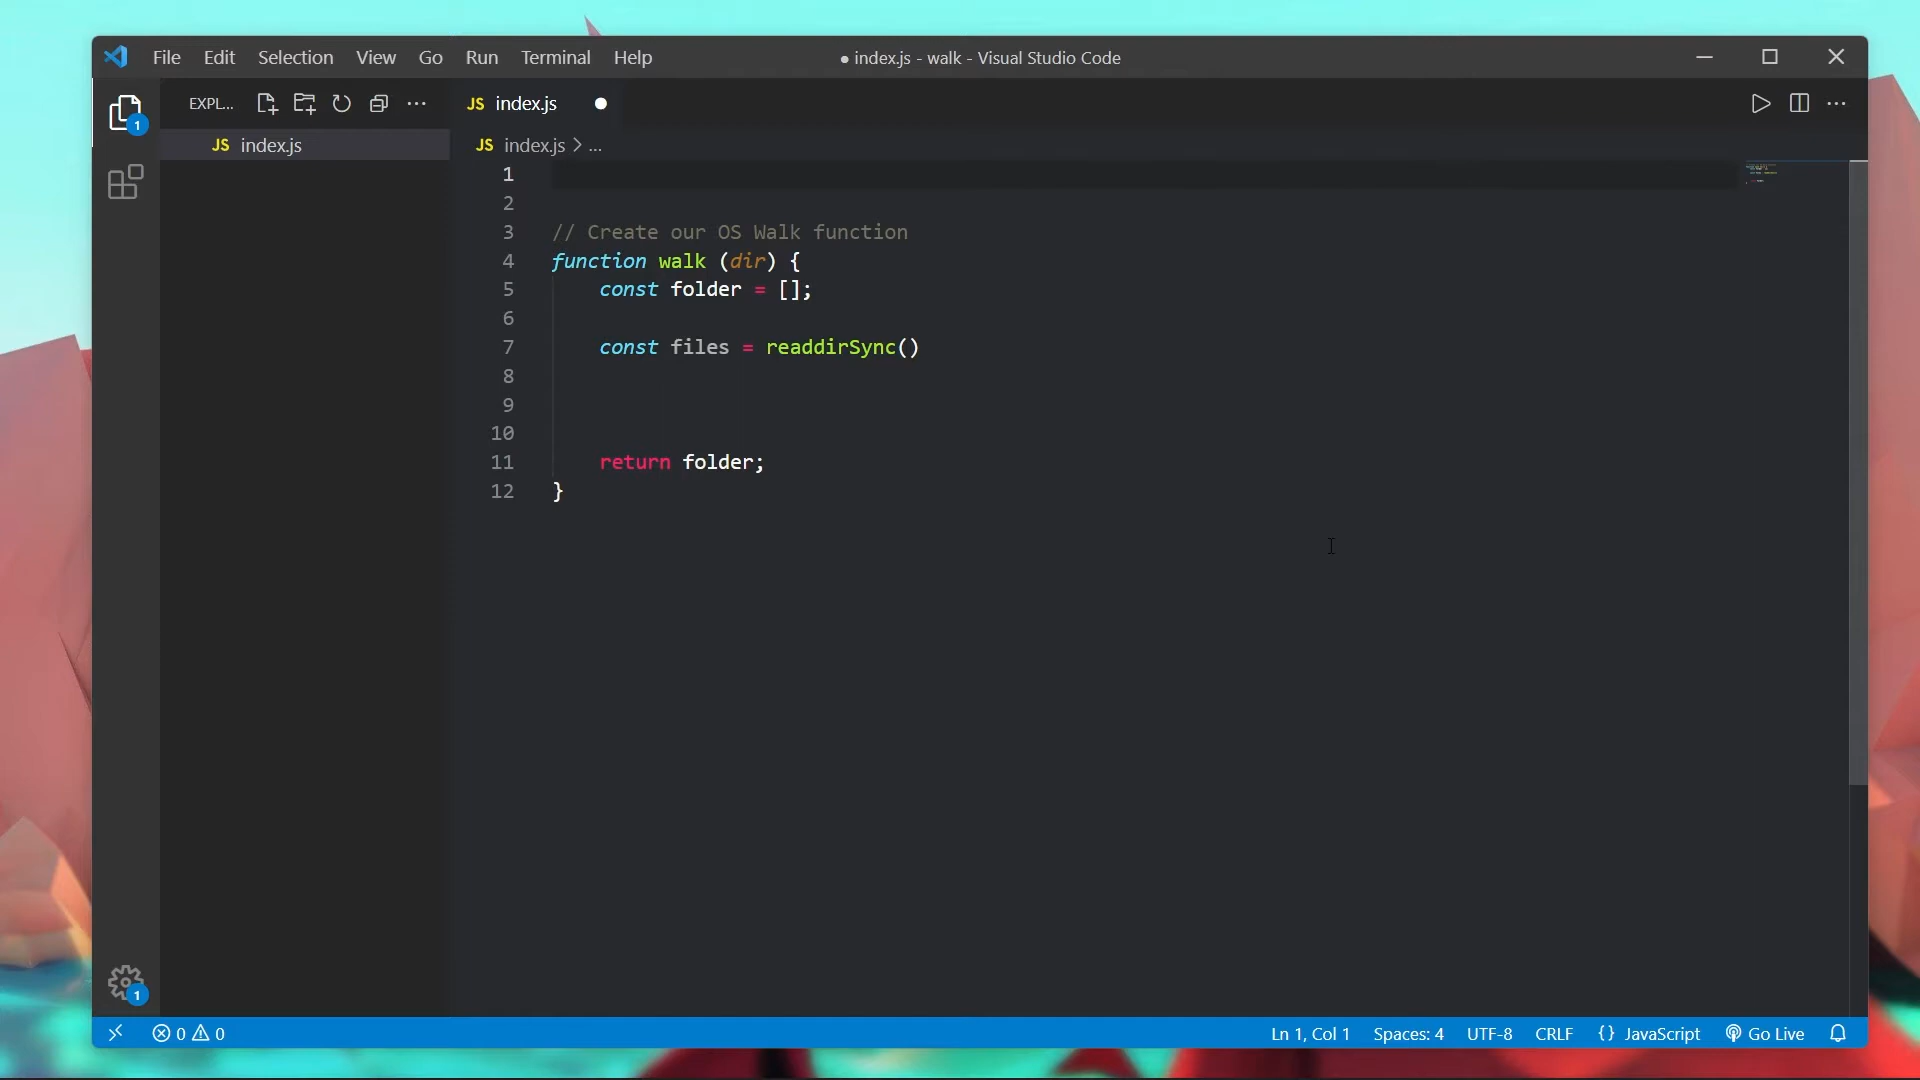 File Edit Selection View Go Run Terminal Help
● index.js - walk - Visual Studio Code
EXPL...
JS index.js
1
JS index.js
JS index.js > ...
1
2
3 // Create our OS Walk function
4 function walk (dir) {
5 const folder = [];
6
7 const files = readdirSync()
8
9
10
11 return folder;
12 }
1
0 0
Ln 1, Col 1 Spaces: 4 UTF-8 CRLF {} JavaScript Go Live